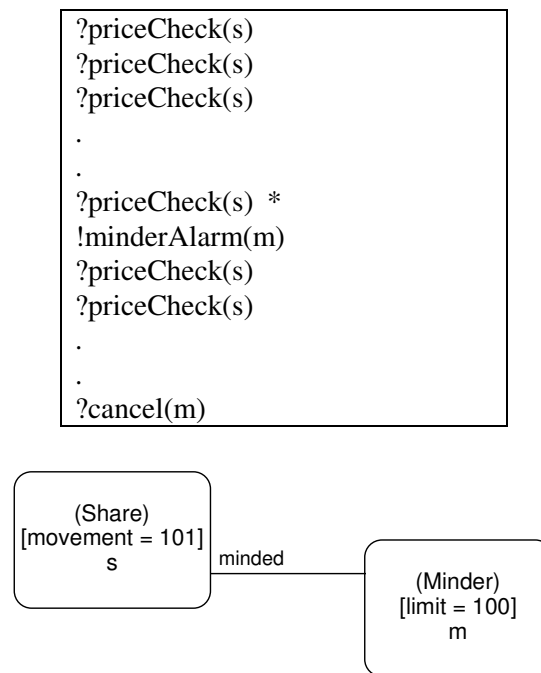 ?priceCheck(s)
?priceCheck(s)
?priceCheck(s)
.
.
?priceCheck(s) *
!minderAlarm(m)
?priceCheck(s)
?priceCheck(s)
.
.
?cancel(m)
(Share)
[movement = 101]
s
minded
(Minder)
[limit = 100]
m